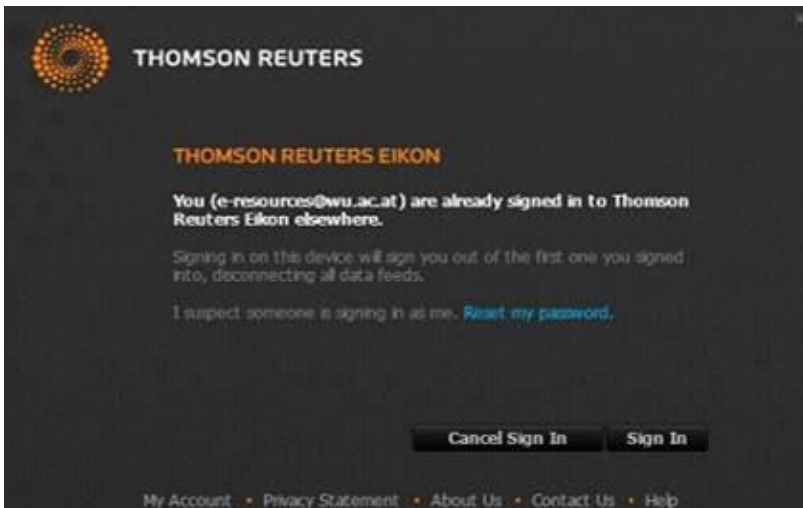 THOMSON REUTERS
THOMSON REUTERS EIKON
You (e-resources@wu.ac.at) are already signed in to Thomson
Reuters Eikon elsewhere.
Signing in on this device will sign you out of the first one you signed
into, disconnecting all data feeds.
I suspect someone is signing in as me. Reset my password.
Cancel Sign In Sign In
My Account • Privacy Statement • About Us • Contact Us • Help